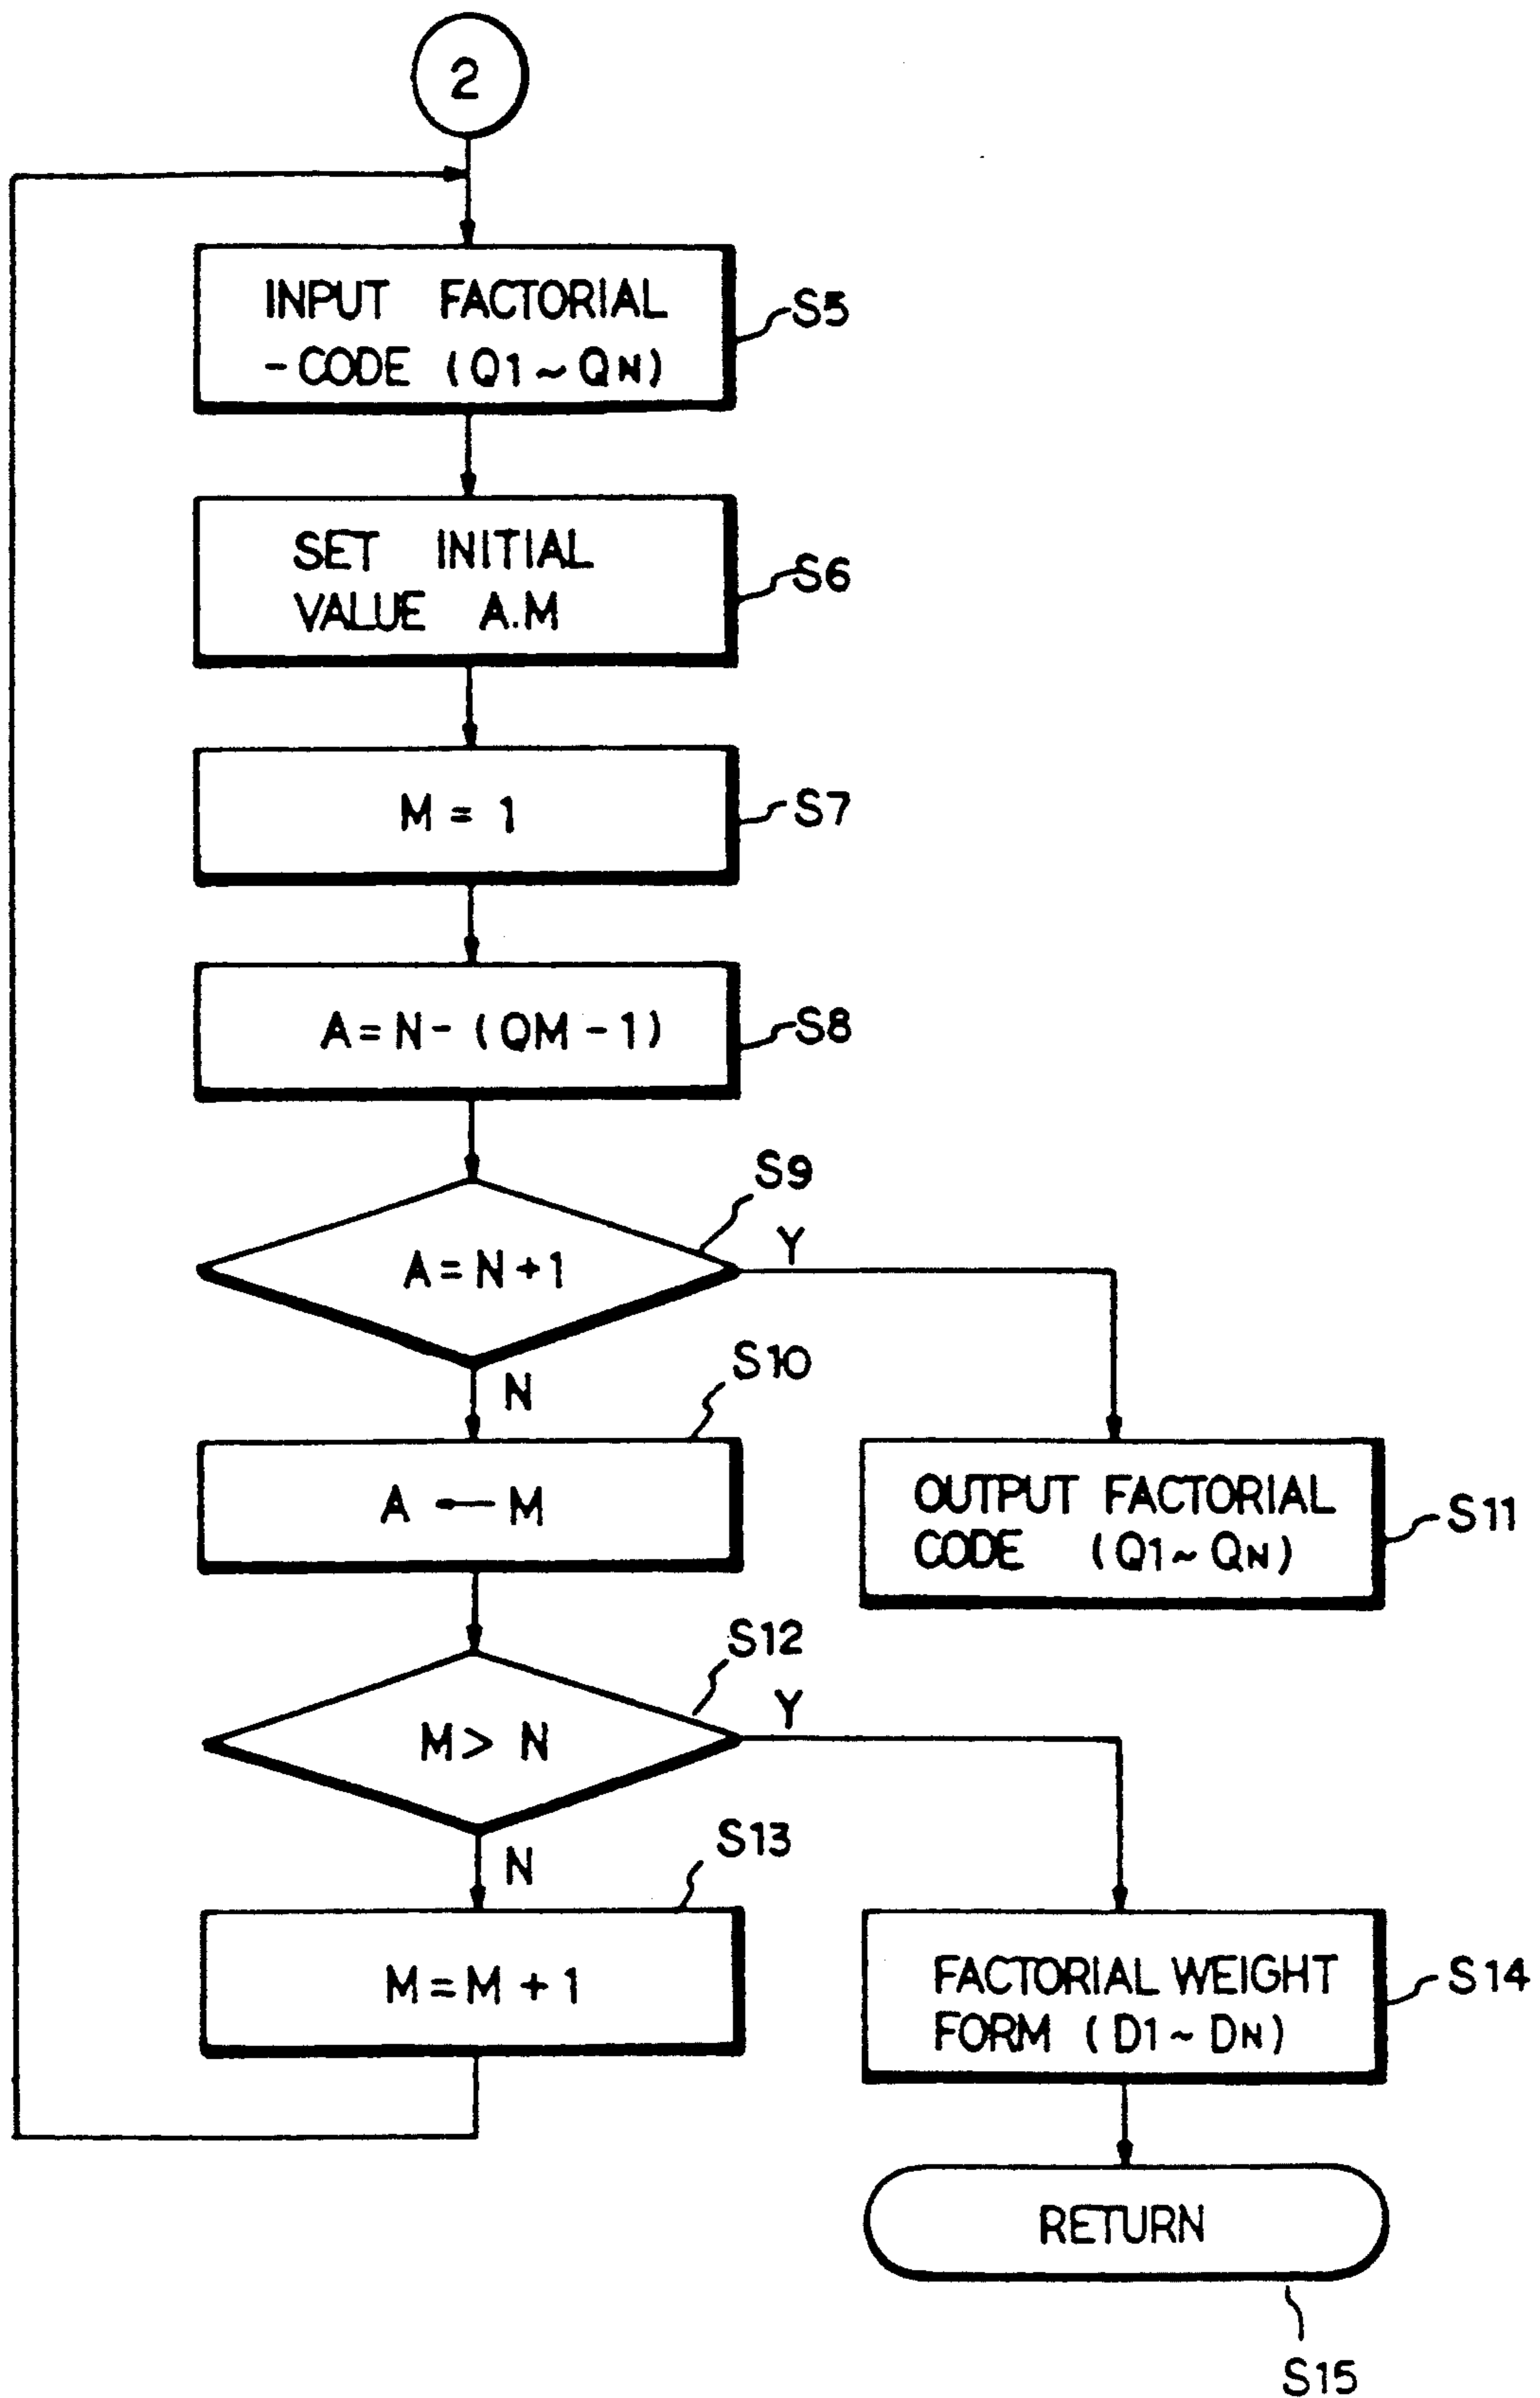 2
INPUT FACTORIAL
-CODE (Q1~QN)
S5
SET INITIAL
VALUE A.M
S6
M = 1
S7
A=N-(QM-1)
S8
S9
A=N+1
Y
N
S10
A ← M
OUTPUT FACTORIAL
CODE (Q1~QN)
S11
S12
M> N
Y
N
S13
M=M+1
FACTORIAL WEIGHT
FORM (D1~DN)
S14
RETURN
S15